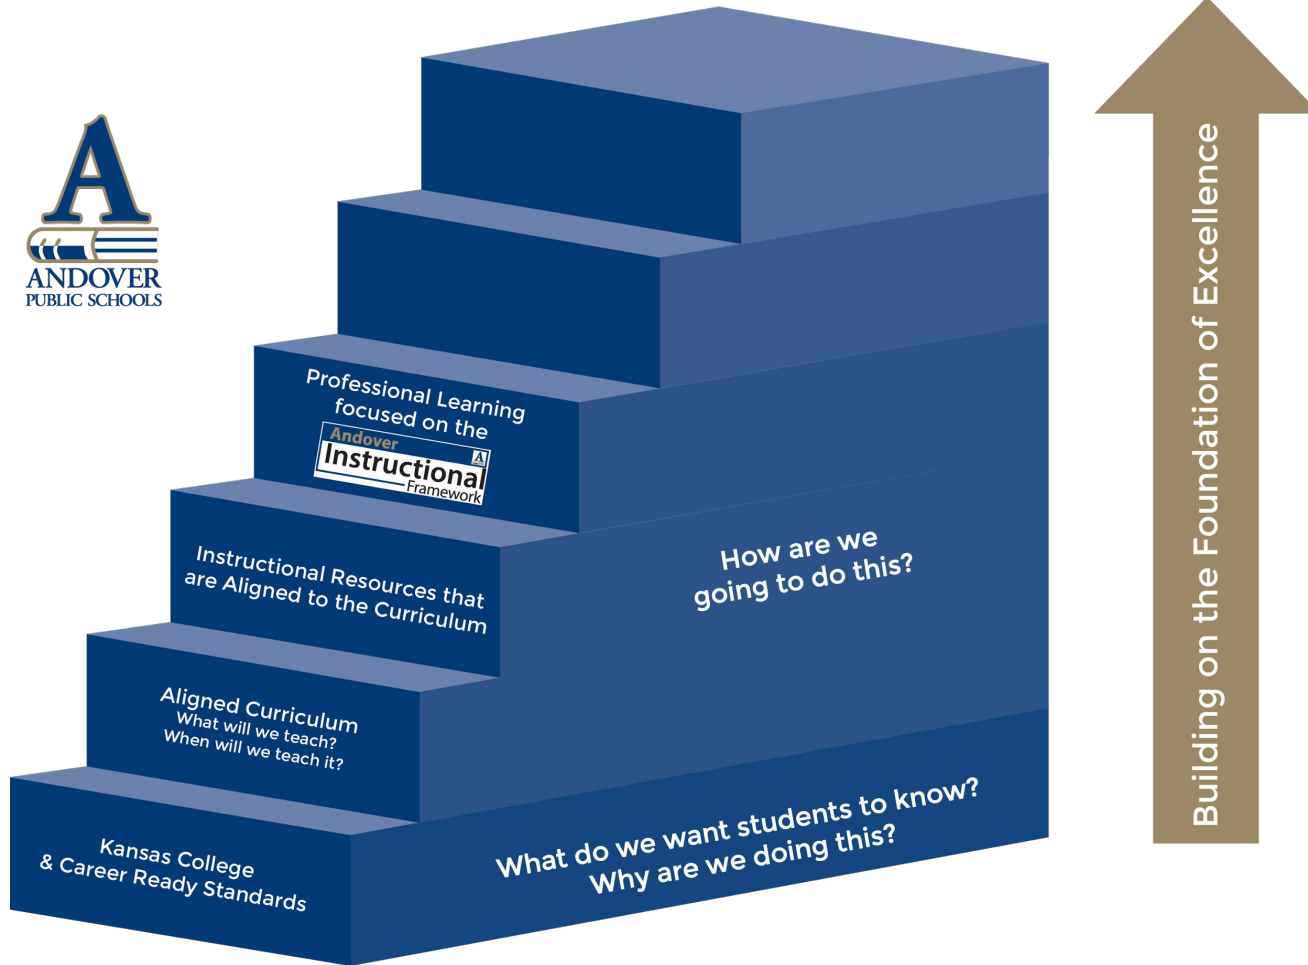 A
ANDOVER
PUBLIC SCHOOLS
Professional Learning
focused on the
Andover
A
Instructional
Framework
Instructional Resources that
are Aligned to the Curriculum
Aligned Curriculum
What will we teach?
When will we teach it?
Kansas College
& Career Ready Standards
How are we
going to do this?
What do we want students to know?
Why are we doing this?
Building on the Foundation of Excellence